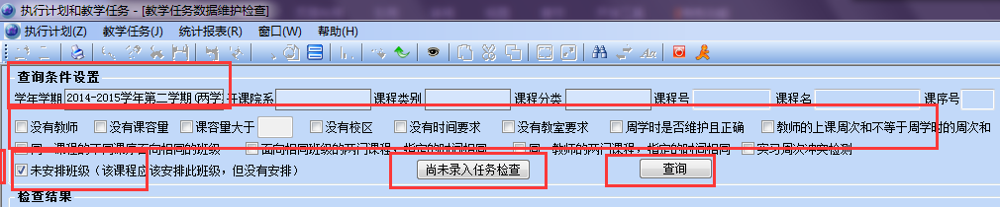 执行计划和教学任务 - [教学任务数据维护检查]
执行计划(Z) 教学任务(J) 统计报表(R) 窗口(W) 帮助(H)
查询条件设置
学年学期 2014-2015学年第二学期(两学 开课院系 课程类别 课程分类 课程号 课程名 课序号
没有教师 没有课容量 课容量大于 没有校区 没有时间要求 没有教室要求 周学时是否维护且正确 教师的上课周次和不等于周学时的周次和
同一课程的不同课序面向相同的班级 面向相同班级的两门课程，指定的时间相同 同一教师的两门课程，指定的时间相同 实习周次冲突检测
未安排班级（该课程应该安排此班级，但没有安排） 尚未录入任务检查 查询
检查结果